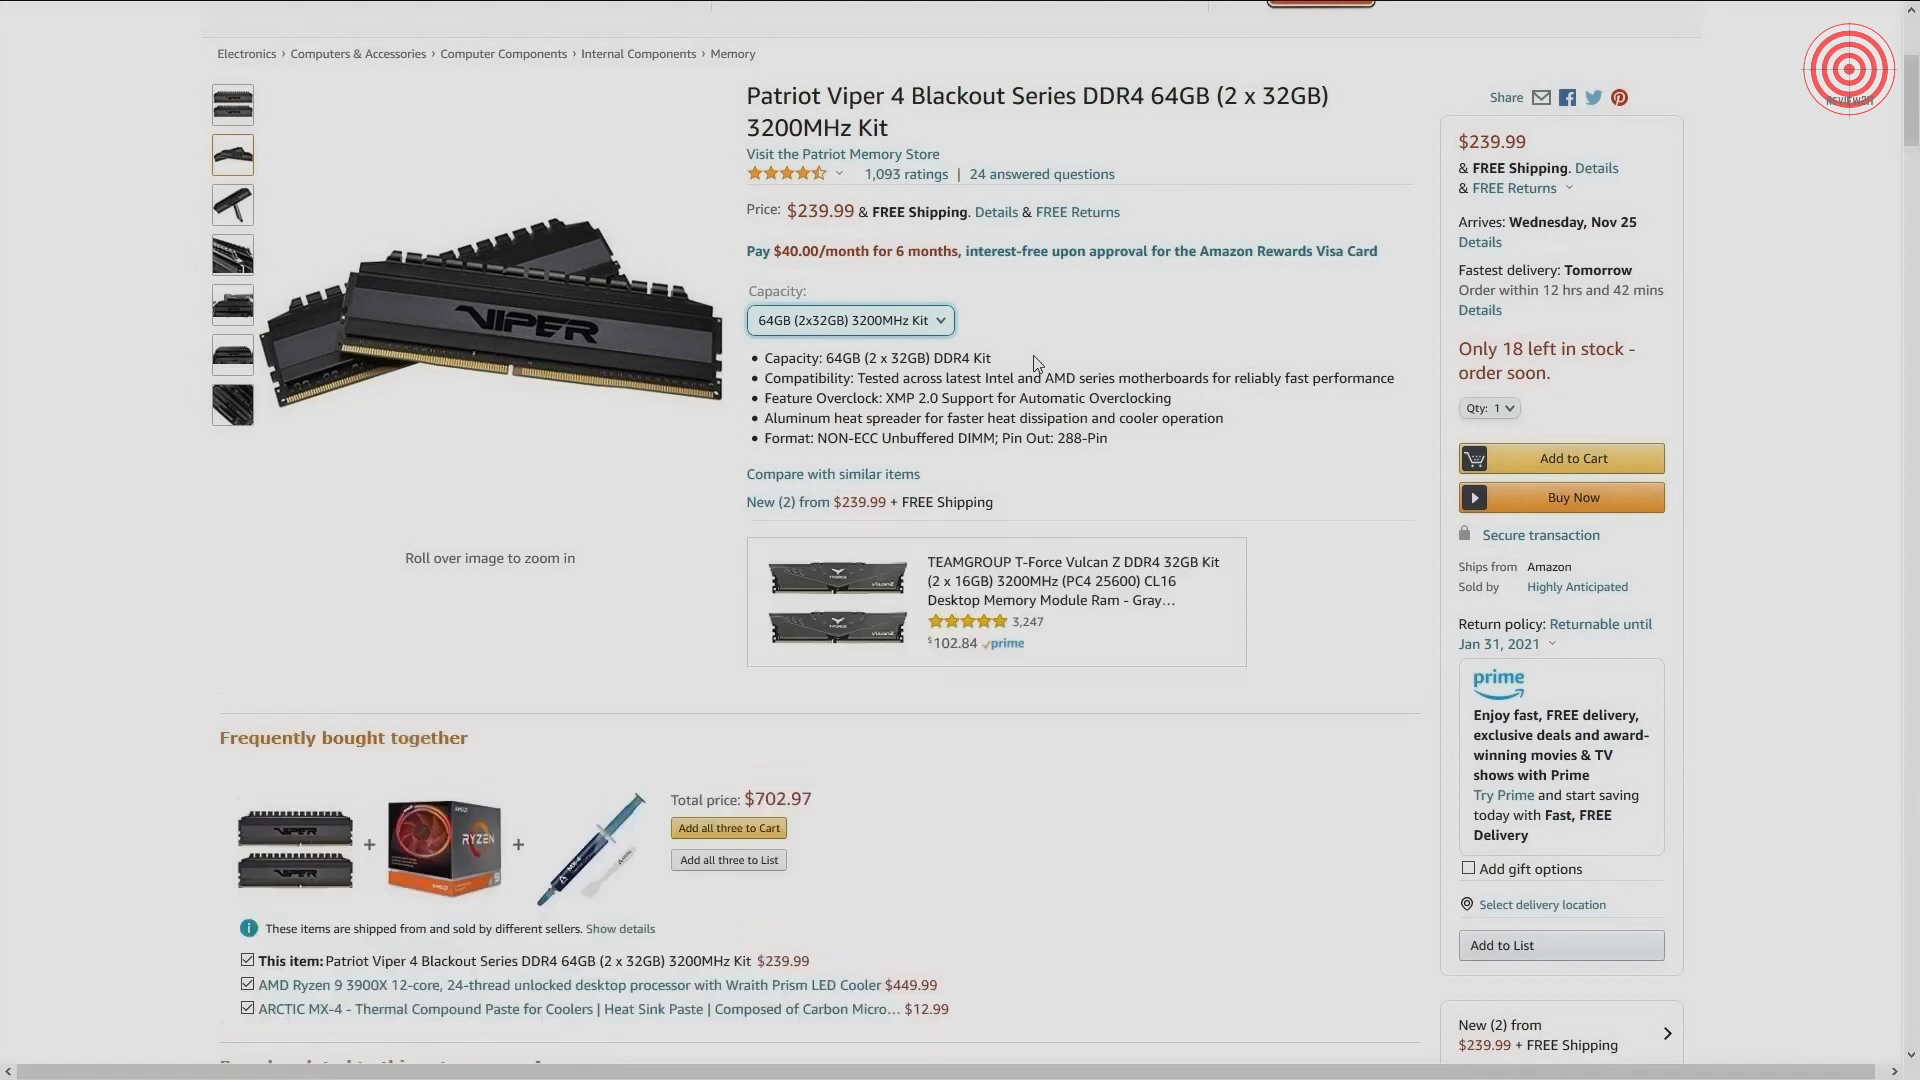 Electronics › Computers & Accessories › Computer Components › Internal Components › Memory
REVIEWZR
Patriot Viper 4 Blackout Series DDR4 64GB (2 x 32GB)
3200MHz Kit
Visit the Patriot Memory Store
1,093 ratings | 24 answered questions
Price: $239.99 & FREE Shipping. Details & FREE Returns
Pay $40.00/month for 6 months, interest-free upon approval for the Amazon Rewards Visa Card
Capacity:
64GB (2x32GB) 3200MHz Kit
Capacity: 64GB (2 x 32GB) DDR4 Kit
Compatibility: Tested across latest Intel and AMD series motherboards for reliably fast performance
Feature Overclock: XMP 2.0 Support for Automatic Overclocking
Aluminum heat spreader for faster heat dissipation and cooler operation
Format: NON-ECC Unbuffered DIMM; Pin Out: 288-Pin
Compare with similar items
New (2) from $239.99 + FREE Shipping
VIPER
Roll over image to zoom in
TEAMGROUP T-Force Vulcan Z DDR4 32GB Kit
(2 x 16GB) 3200MHz (PC4 25600) CL16
Desktop Memory Module Ram - Gray...
3,247
$102.84 prime
Share
$239.99
& FREE Shipping. Details
& FREE Returns
Arrives: Wednesday, Nov 25
Details
Fastest delivery: Tomorrow
Order within 12 hrs and 42 mins
Details
Only 18 left in stock -
order soon.
Qty: 1
Add to Cart
Buy Now
Secure transaction
Ships from Amazon
Sold by Highly Anticipated
Return policy: Returnable until
Jan 31, 2021
prime
Enjoy fast, FREE delivery,
exclusive deals and award-
winning movies & TV
shows with Prime
Try Prime and start saving
today with Fast, FREE
Delivery
Add gift options
Select delivery location
Add to List
New (2) from
$239.99 + FREE Shipping
Frequently bought together
VIPER
VIPER
RYZEN
MX-4
Total price: $702.97
Add all three to Cart
Add all three to List
These items are shipped from and sold by different sellers. Show details
This item: Patriot Viper 4 Blackout Series DDR4 64GB (2 x 32GB) 3200MHz Kit $239.99
AMD Ryzen 9 3900X 12-core, 24-thread unlocked desktop processor with Wraith Prism LED Cooler $449.99
ARCTIC MX-4 - Thermal Compound Paste for Coolers | Heat Sink Paste | Composed of Carbon Micro... $12.99